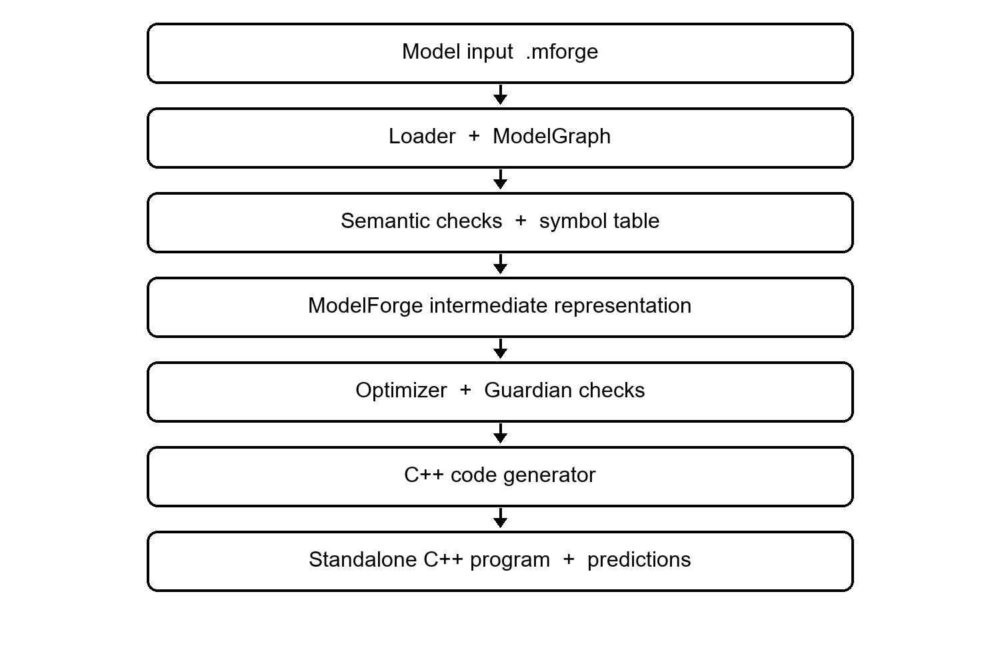 Model input  .mforge
Loader  +  ModelGraph
Semantic checks  +  symbol table
ModelForge intermediate representation
Optimizer  +  Guardian checks
C++ code generator
Standalone C++ program  +  predictions